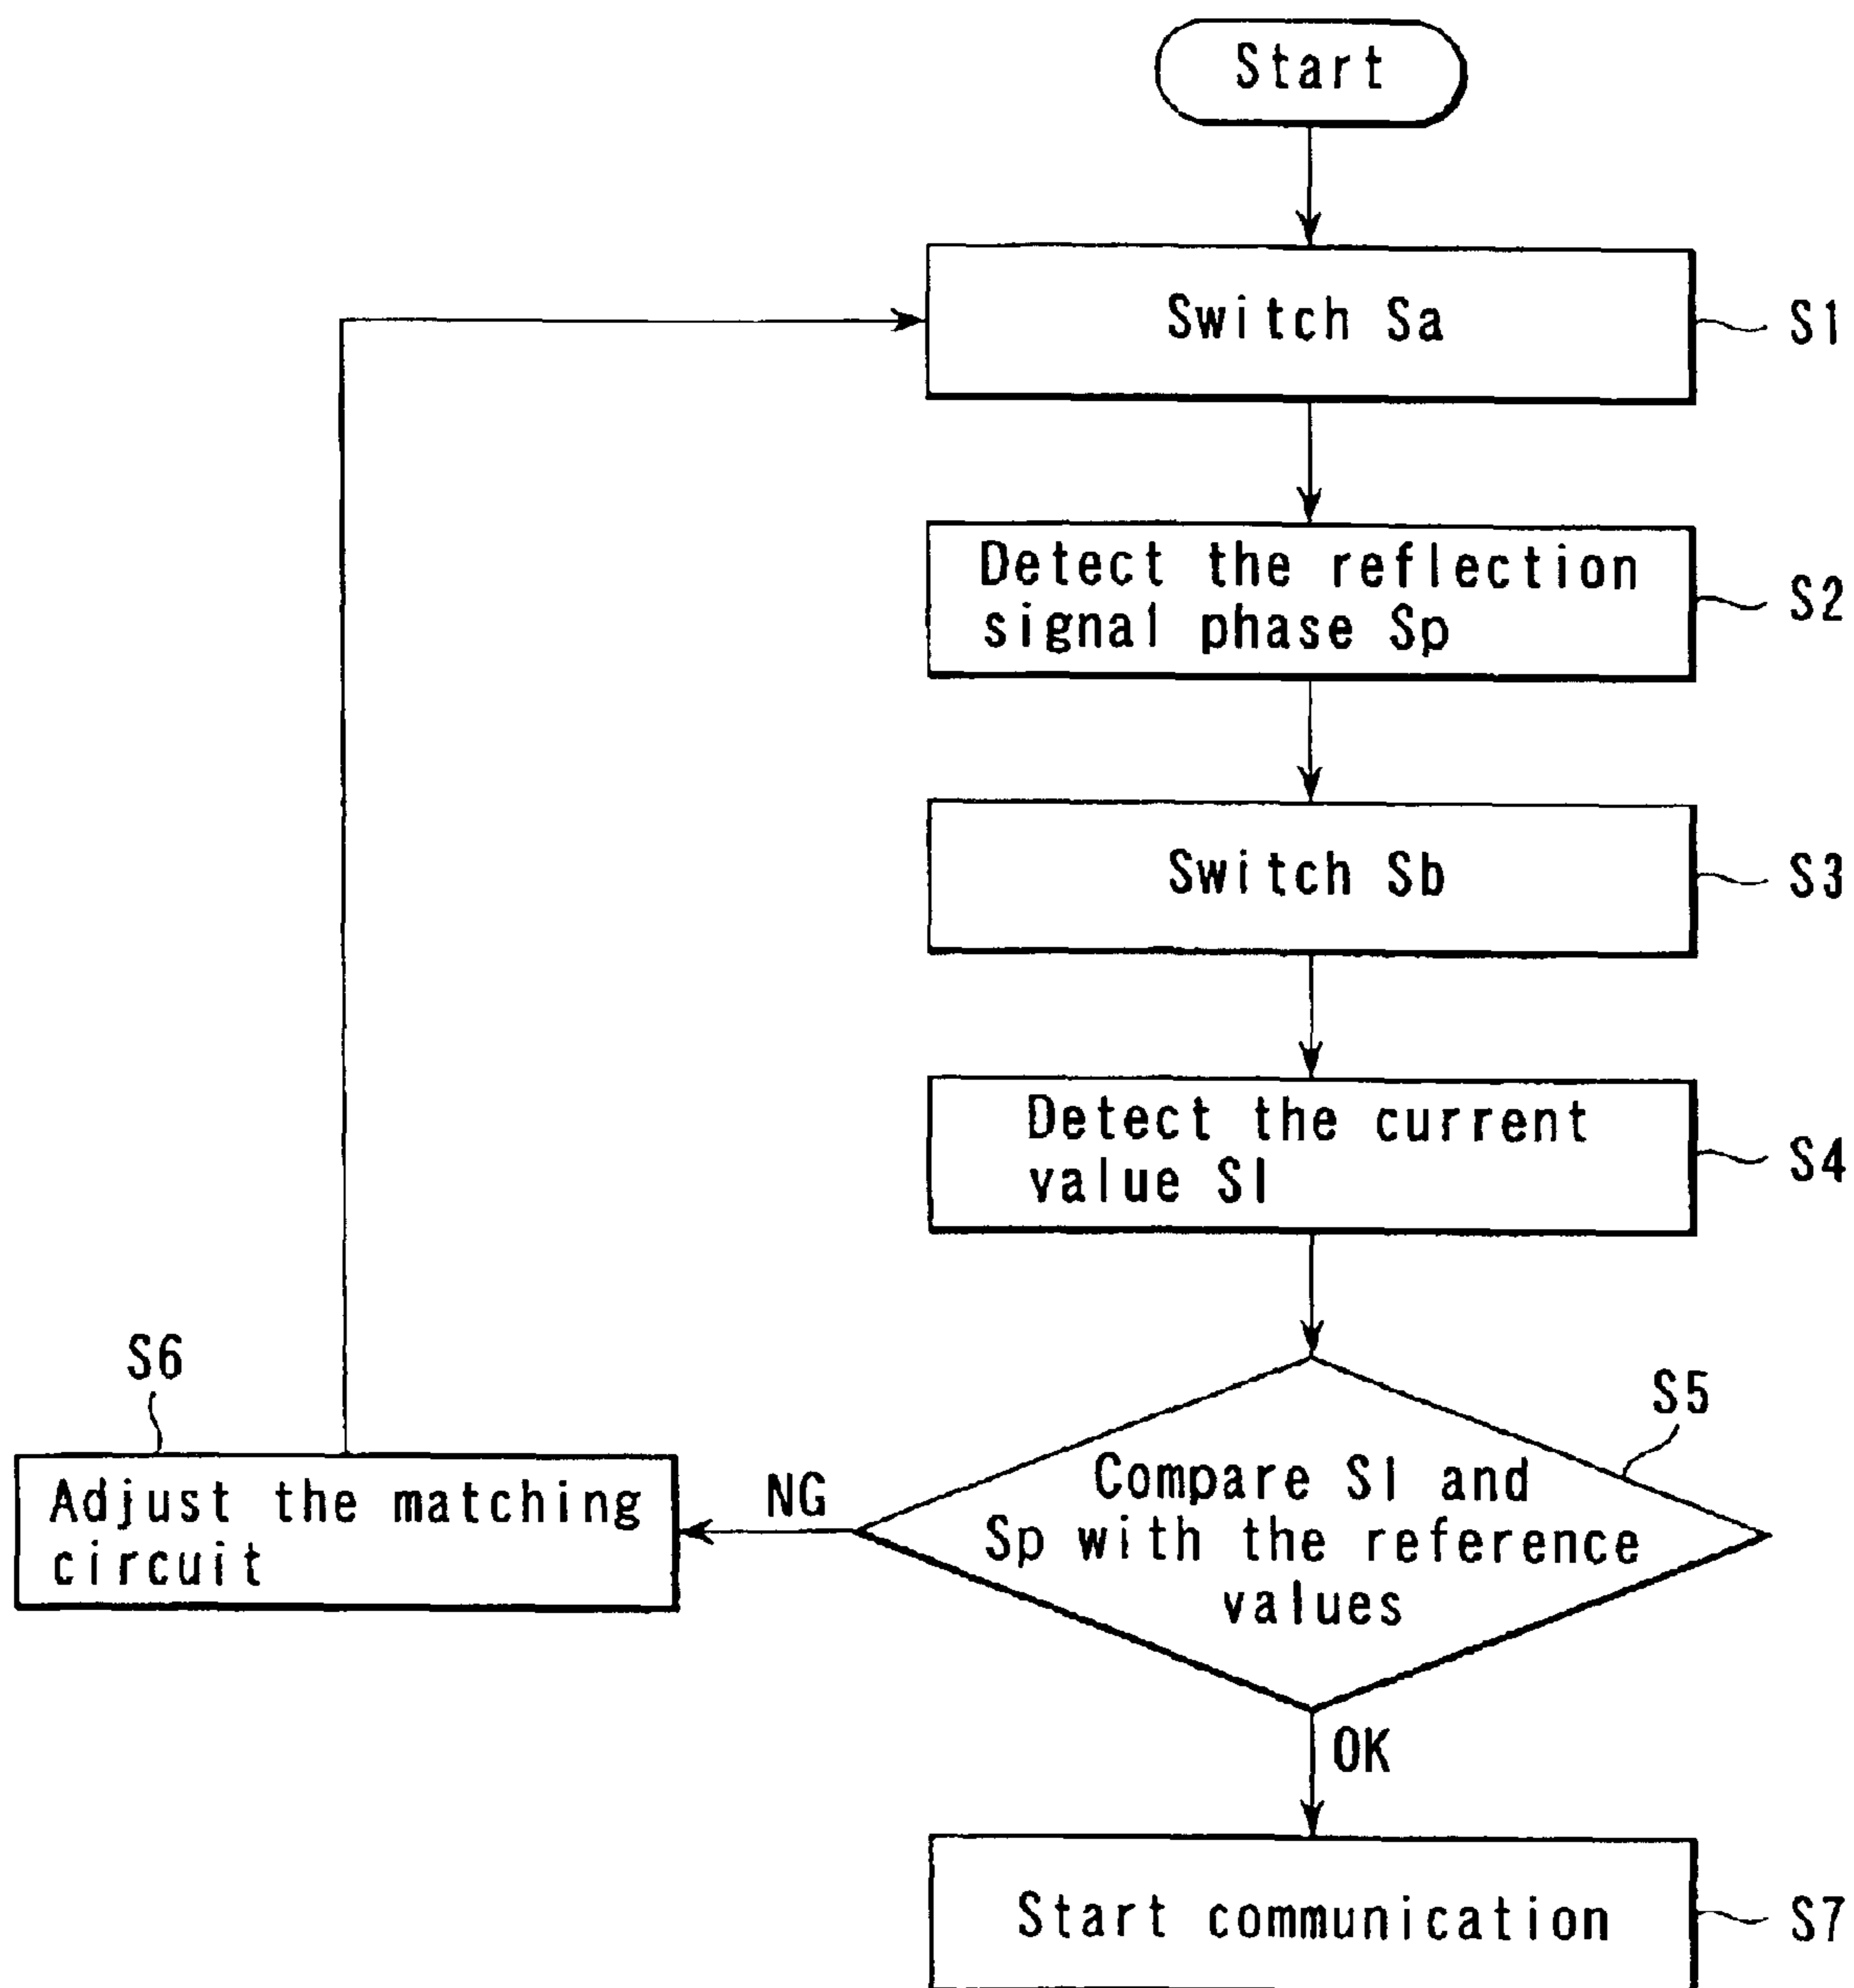 Start
Switch Sa
S1
Detect the reflection
signal phase Sp
S2
Switch Sb
S3
Detect the current
value SI
S4
S6
S5
Adjust the matching
circuit
NG
Compare SI and
Sp with the reference
values
OK
Start communication
S7